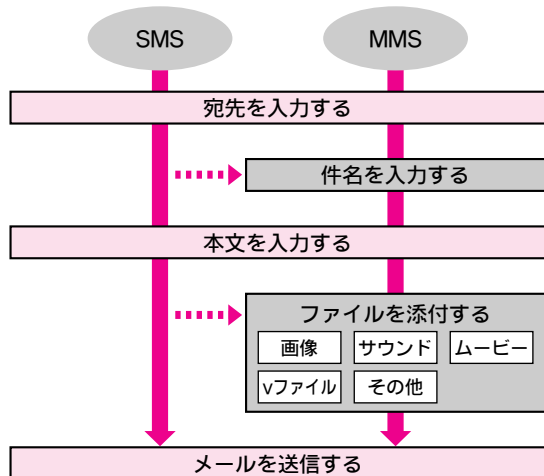 SMS MMS
宛先を入力する
件名を入力する
本文を入力する
ファイルを添付する
画像 サウンド ムービー
vファイル その他
メールを送信する